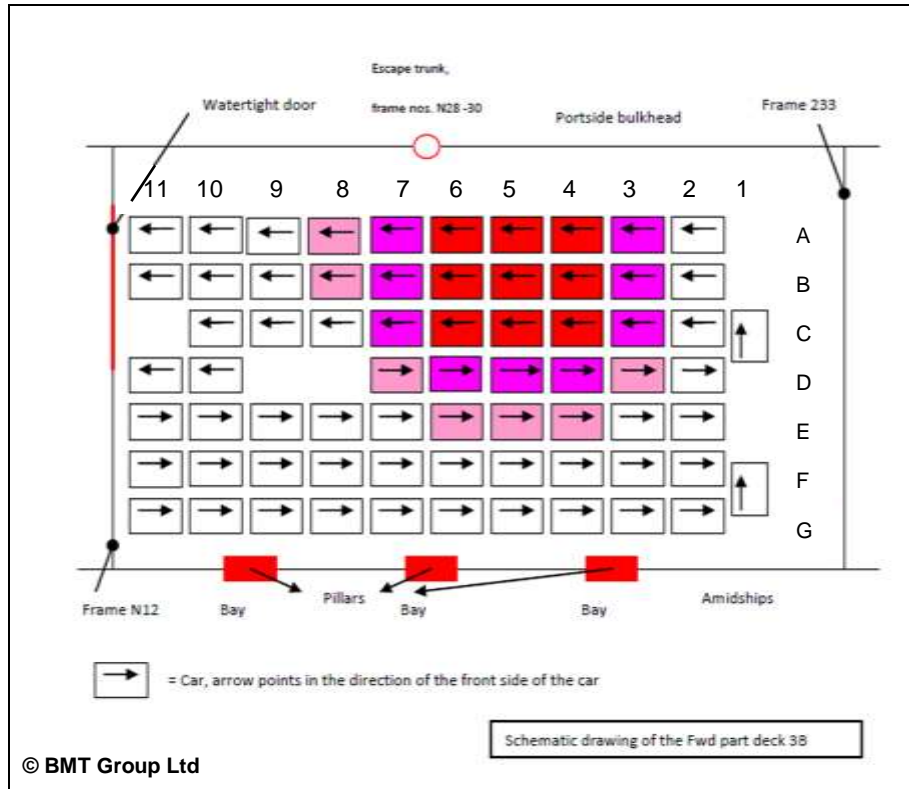 Escape trunk,
frame nos. N28 -30
Watertight door
Portside bulkhead
Frame 233
11 10 9 8 7 6 5 4 3 2 1
A
B
C
D
E
F
G
Frame N12
Bay
Pillars
Bay
Bay
Amidships
= Car, arrow points in the direction of the front side of the car
Schematic drawing of the Fwd part deck 3B
© BMT Group Ltd